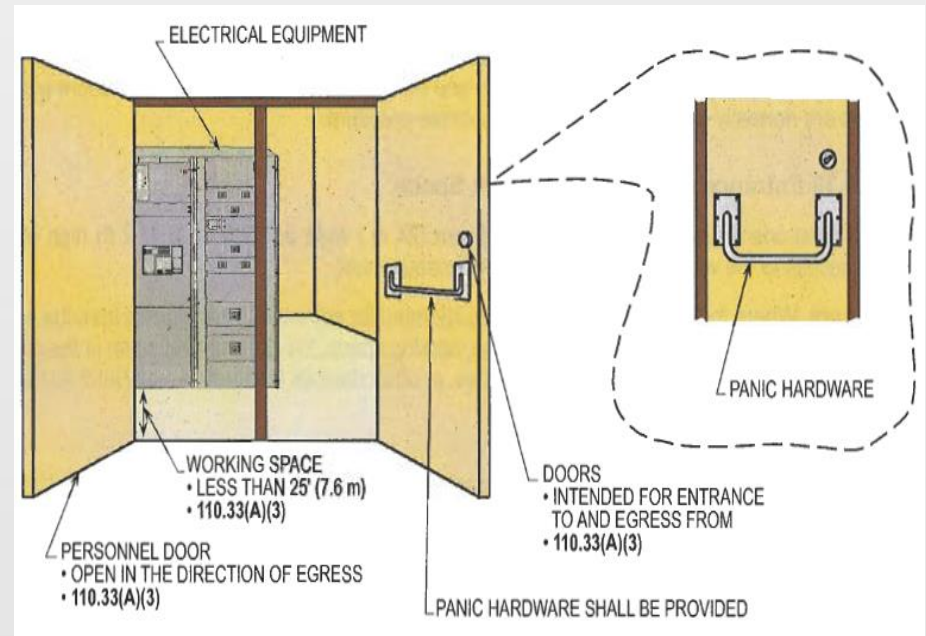 ELECTRICAL EQUIPMENT
PANIC HARDWARE
WORKING SPACE
• LESS THAN 25' (7.6 m)
• 110.33(A)(3)
DOORS
• INTENDED FOR ENTRANCE
TO AND EGRESS FROM
• 110.33(A)(3)
PERSONNEL DOOR
• OPEN IN THE DIRECTION OF EGRESS
• 110.33(A)(3)
PANIC HARDWARE SHALL BE PROVIDED